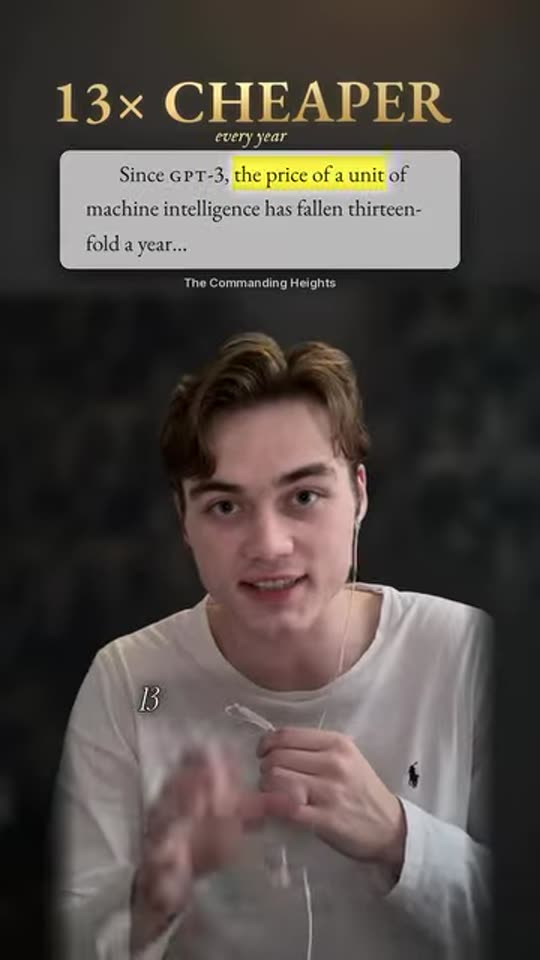 13× CHEAPER
every year
Since GPT-3, the price of a unit of
machine intelligence has fallen thirteen-
fold a year...
The Commanding Heights
13